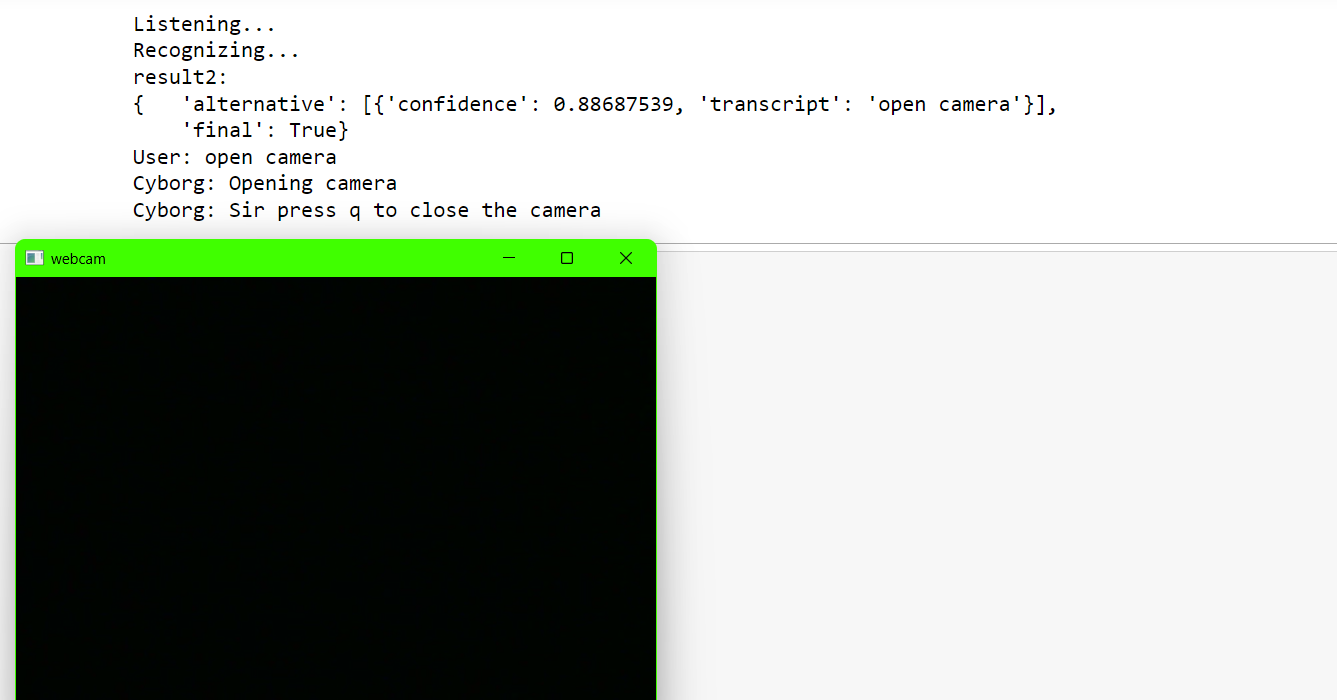 Listening...
Recognizing...
result2:
{   'alternative': [{'confidence': 0.88687539, 'transcript': 'open camera'}],
    'final': True}
User: open camera
Cyborg: Opening camera
Cyborg: Sir press q to close the camera
webcam